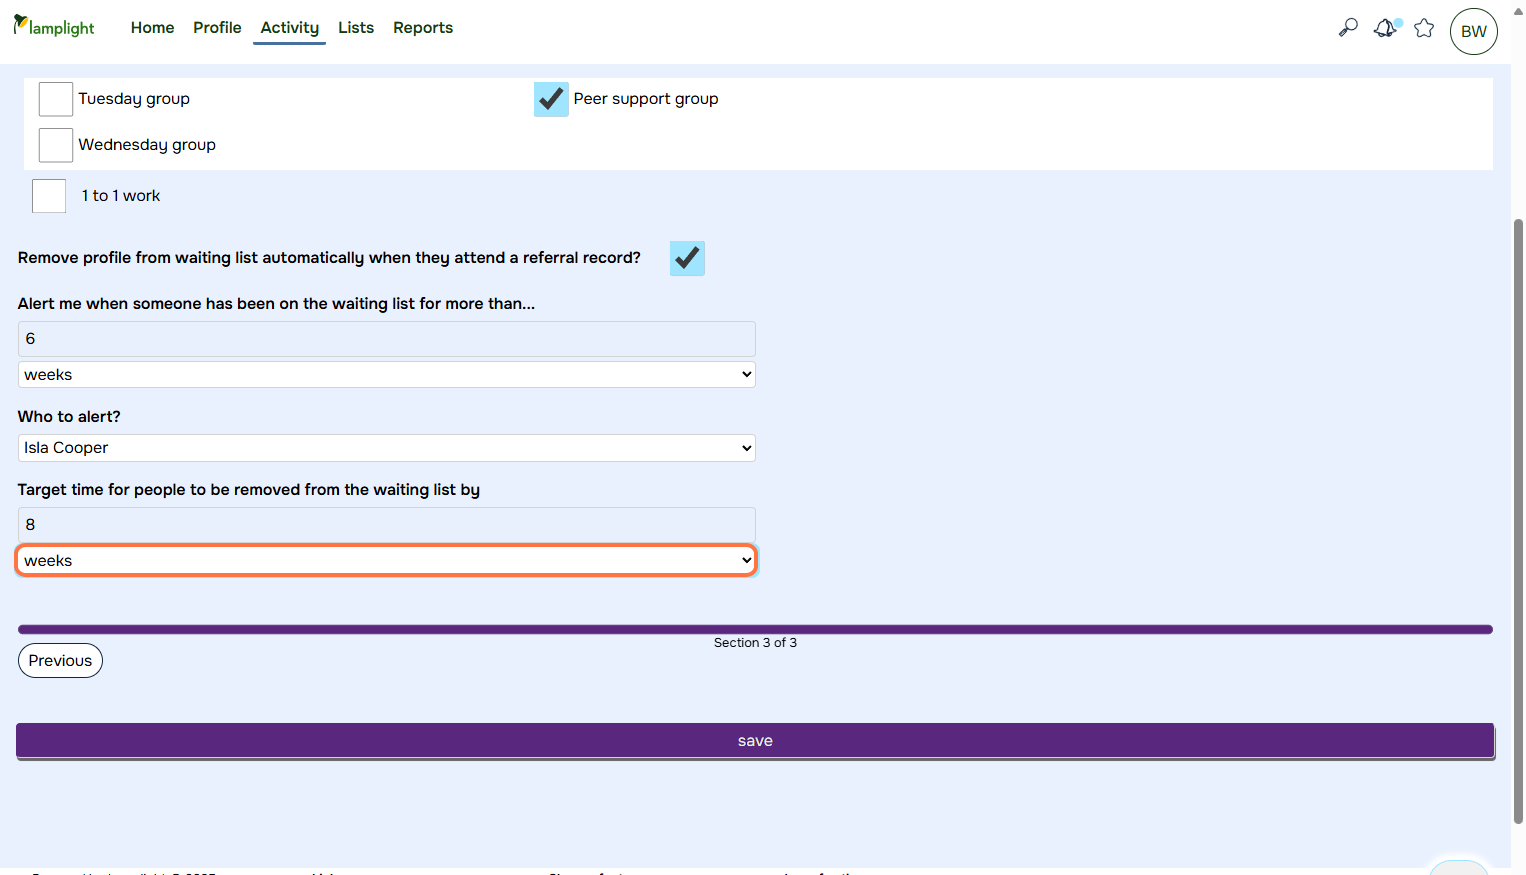 lamplight Home Profile Activity Lists Reports BW
Tuesday group Peer support group
Wednesday group
1 to 1 work
Remove profile from waiting list automatically when they attend a referral record?
Alert me when someone has been on the waiting list for more than...
6
weeks
Who to alert?
Isla Cooper
Target time for people to be removed from the waiting list by
8
weeks
Section 3 of 3
Previous
save